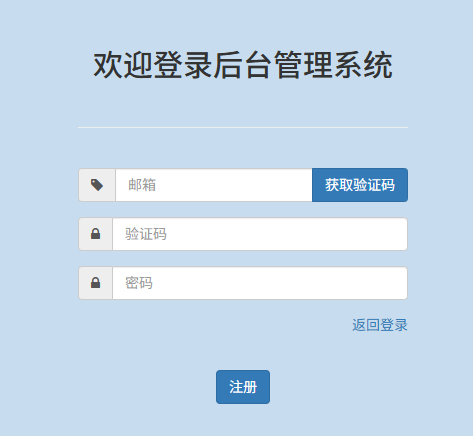 欢迎登录后台管理系统
邮箱 获取验证码
验证码
密码
返回登录
注册